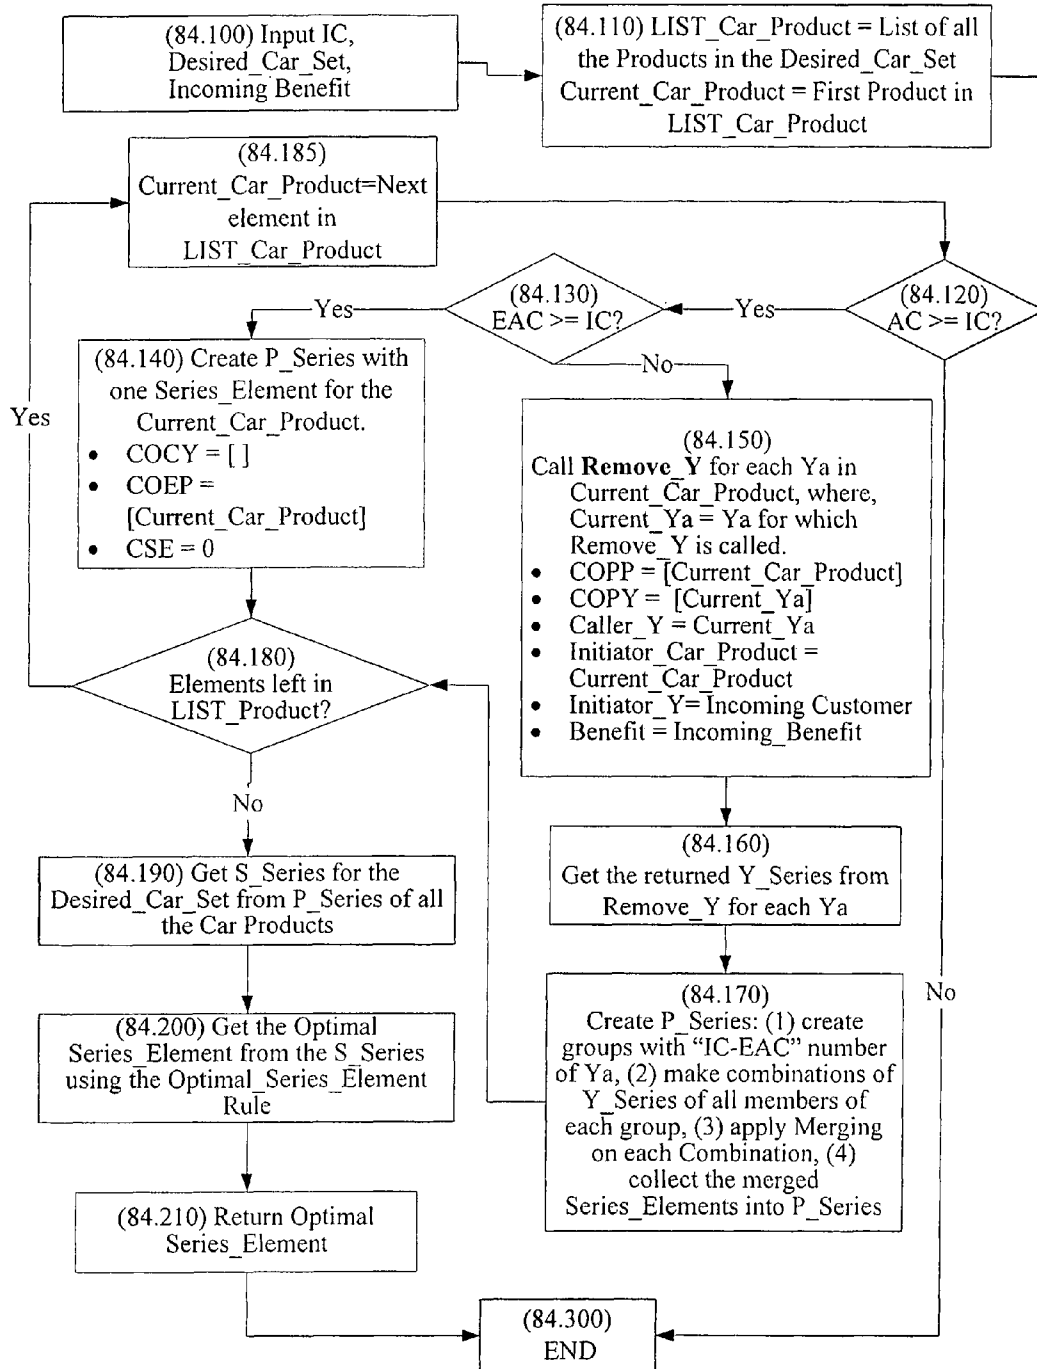 (84.100) Input IC,
Desired_Car_Set,
Incoming Benefit
(84.110) LIST_Car_Product = List of all
the Products in the Desired_Car_Set
Current_Car_Product = First Product in
LIST_Car_Product
(84.185)
Current_Car_Product=Next
element in
LIST_Car_Product
(84.120)
AC >= IC?
Yes
(84.130)
EAC >= IC?
Yes
No
(84.140) Create P_Series with
one Series_Element for the
Current_Car_Product.
• COCY = [ ]
• COEP =
[Current_Car_Product]
• CSE = 0
Yes
(84.150)
Call Remove_Y for each Ya in
Current_Car_Product, where,
Current_Ya = Ya for which
Remove_Y is called.
• COPP = [Current_Car_Product]
• COPY = [Current_Ya]
• Caller_Y = Current_Ya
• Initiator_Car_Product =
Current_Car_Product
• Initiator_Y= Incoming Customer
• Benefit = Incoming_Benefit
(84.180)
Elements left in
LIST_Product?
No
(84.160)
Get the returned Y_Series from
Remove_Y for each Ya
(84.190) Get S_Series for the
Desired_Car_Set from P_Series of all
the Car Products
(84.170)
Create P_Series: (1) create
groups with “IC-EAC” number
of Ya, (2) make combinations of
Y_Series of all members of
each group, (3) apply Merging
on each Combination, (4)
collect the merged
Series_Elements into P_Series
No
(84.200) Get the Optimal
Series_Element from the S_Series
using the Optimal_Series_Element
Rule
(84.210) Return Optimal
Series_Element
(84.300)
END